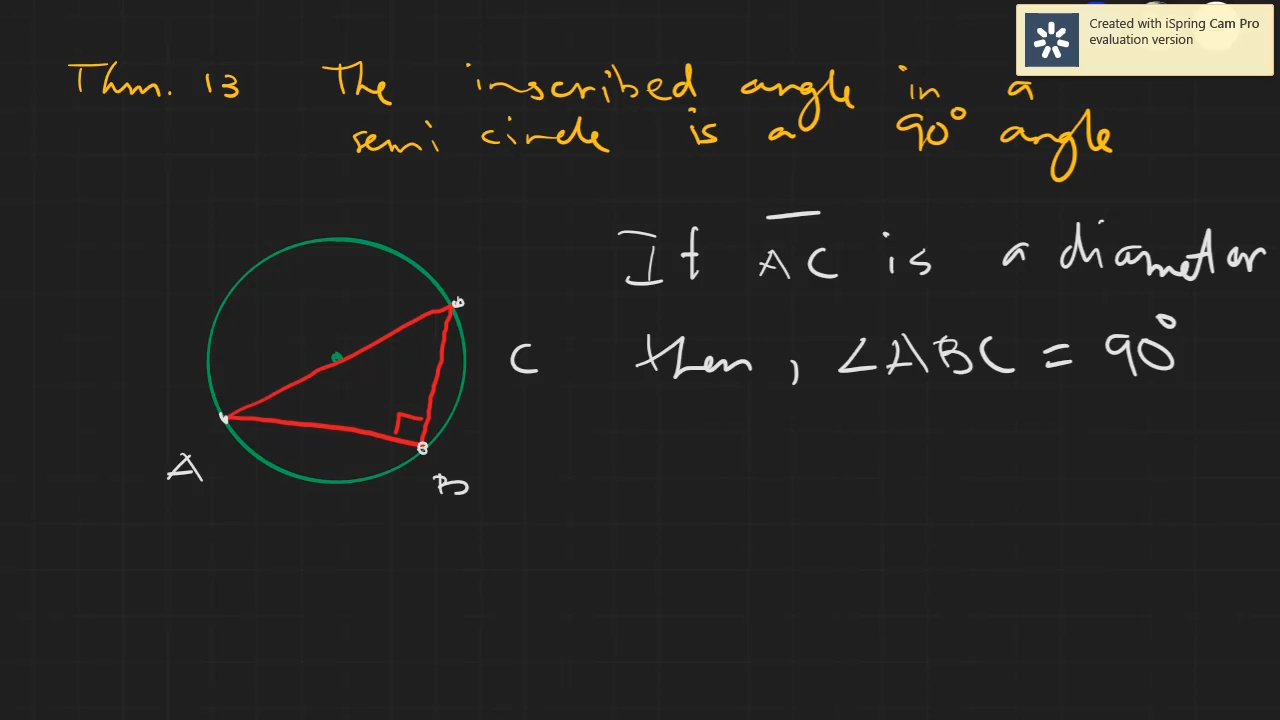 Created with iSpring Cam Pro
evaluation version
Thm. 13 The inscribed angle in a
semi circle is a 90° angle
If A̅C̅ is a diameter
then, ∠ABC = 90°
C
A
B